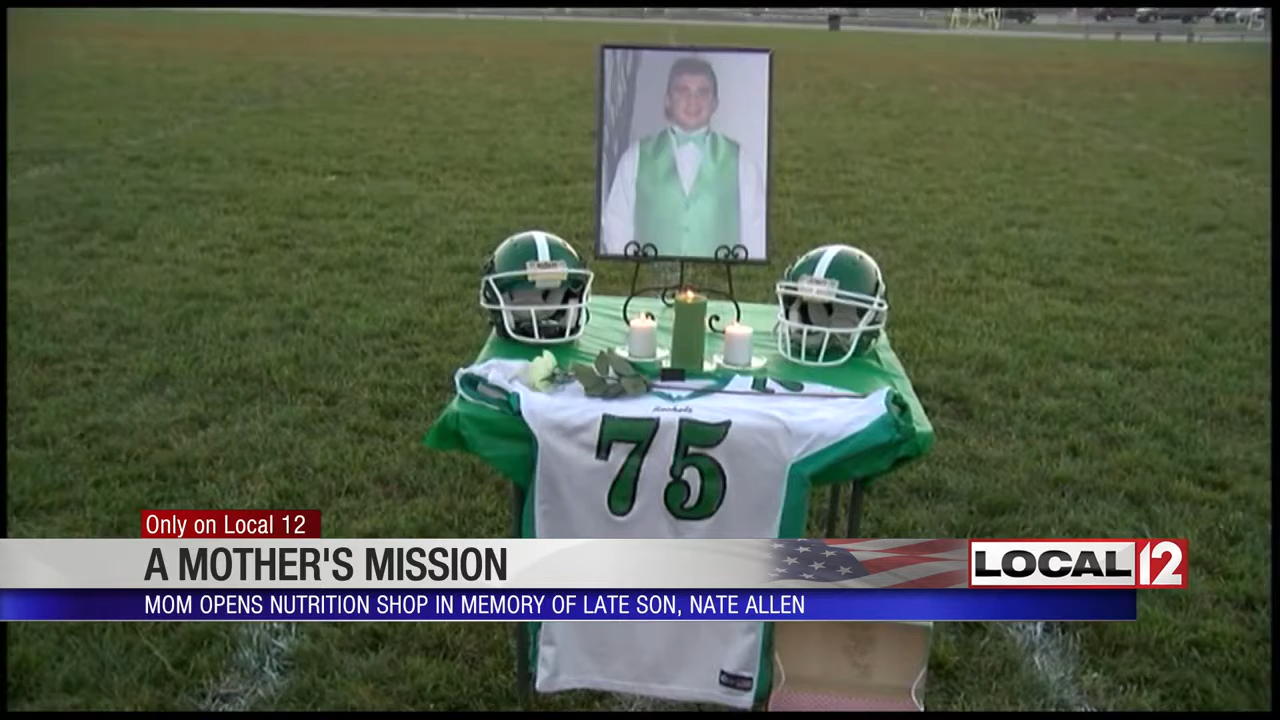 75
Only on Local 12
A MOTHER'S MISSION
LOCAL 12
MOM OPENS NUTRITION SHOP IN MEMORY OF LATE SON, NATE ALLEN